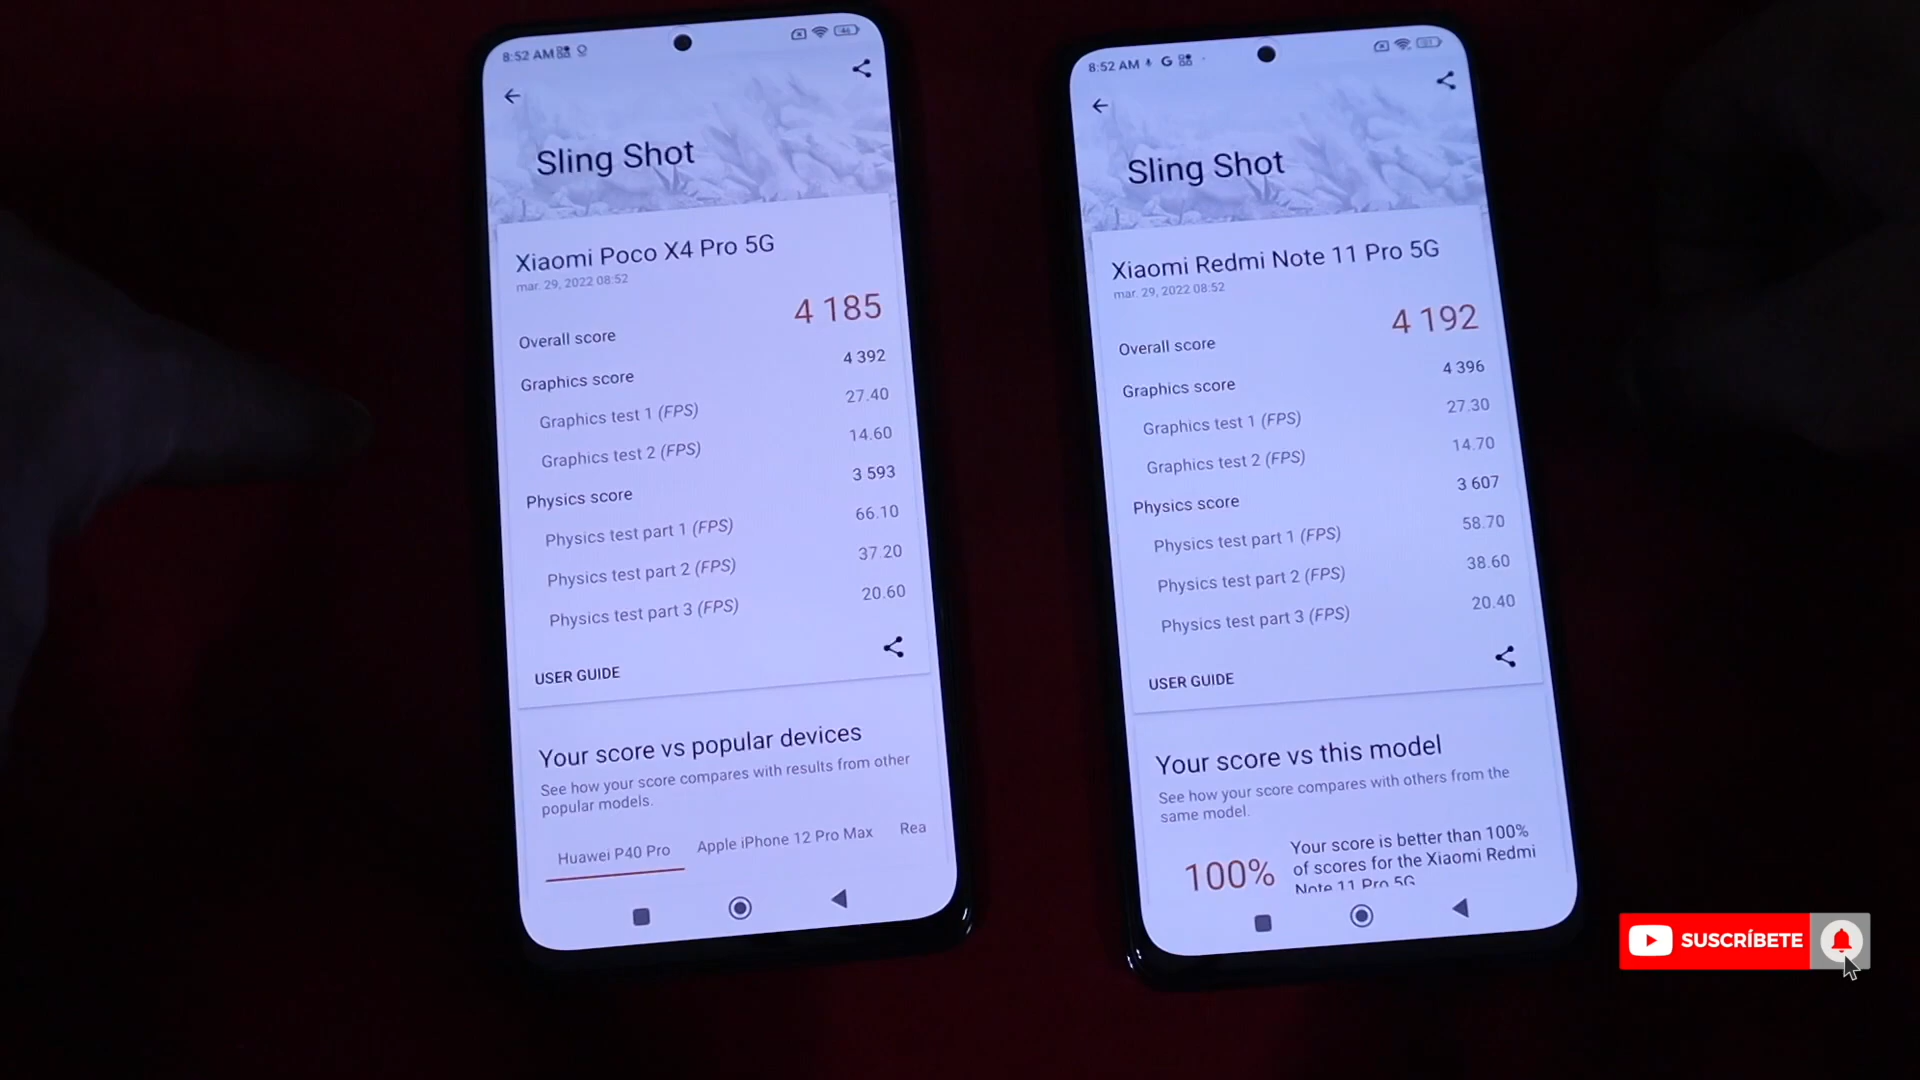 8:52 AM
Sling Shot
Xiaomi Poco X4 Pro 5G
mar. 29, 2022 08:52
Overall score 4 185
Graphics score 4 392
Graphics test 1 (FPS) 27.40
Graphics test 2 (FPS) 14.60
Physics score 3 593
Physics test part 1 (FPS) 66.10
Physics test part 2 (FPS) 37.20
Physics test part 3 (FPS) 20.60
USER GUIDE
Your score vs popular devices
See how your score compares with results from other
popular models.
Huawei P40 Pro Apple iPhone 12 Pro Max Rea
8:52 AM G
Sling Shot
Xiaomi Redmi Note 11 Pro 5G
mar. 29, 2022 08:52
Overall score 4 192
Graphics score 4 396
Graphics test 1 (FPS) 27.30
Graphics test 2 (FPS) 14.70
Physics score 3 607
Physics test part 1 (FPS) 58.70
Physics test part 2 (FPS) 38.60
Physics test part 3 (FPS) 20.40
USER GUIDE
Your score vs this model
See how your score compares with others from the
same model.
100%
Your score is better than 100%
of scores for the Xiaomi Redmi
Note 11 Pro 5G
SUSCRÍBETE